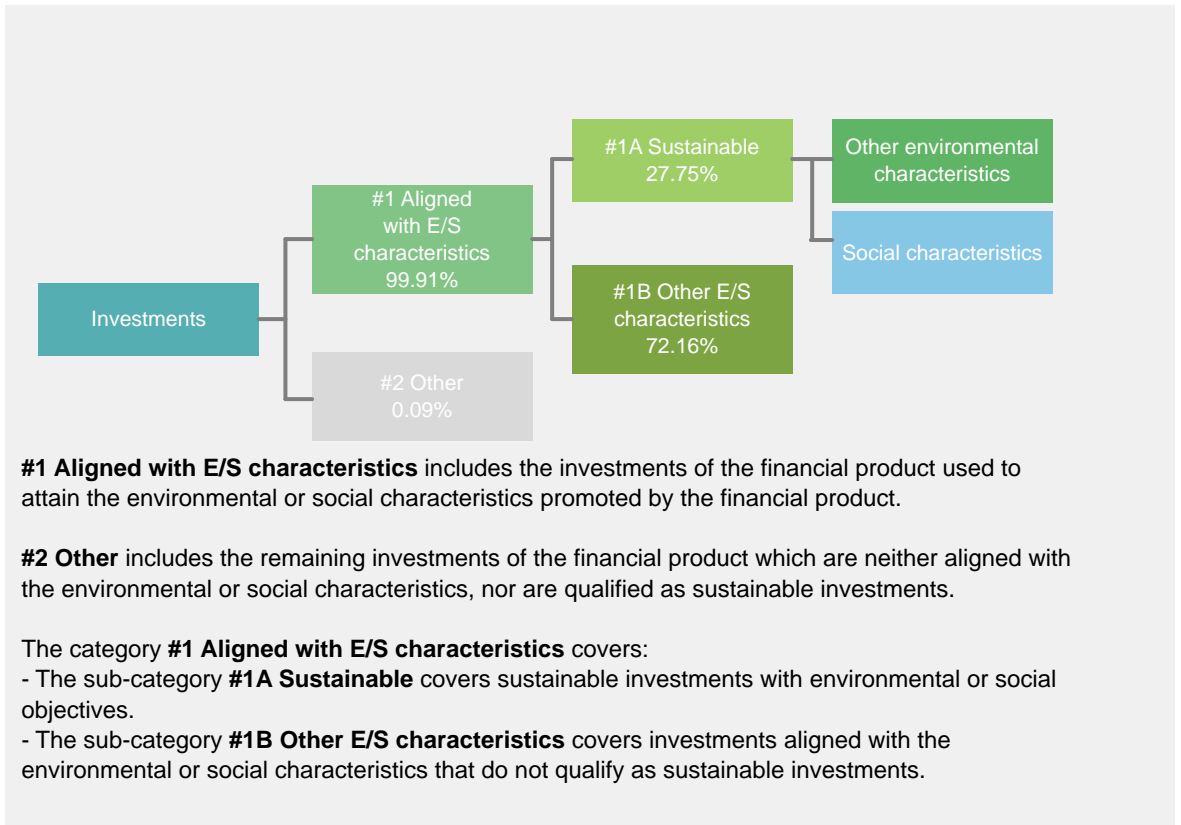 #1A Sustainable
27.75%
Other environmental
characteristics
#1 Aligned
with E/S
characteristics
99.91%
Social characteristics
#1B Other E/S
characteristics
72.16%
Investments
#2 Other
0.09%
#1 Aligned with E/S characteristics includes the investments of the financial product used to
attain the environmental or social characteristics promoted by the financial product.
#2 Other includes the remaining investments of the financial product which are neither aligned with
the environmental or social characteristics, nor are qualified as sustainable investments.
The category #1 Aligned with E/S characteristics covers:
- The sub-category #1A Sustainable covers sustainable investments with environmental or social
objectives.
- The sub-category #1B Other E/S characteristics covers investments aligned with the
environmental or social characteristics that do not qualify as sustainable investments.